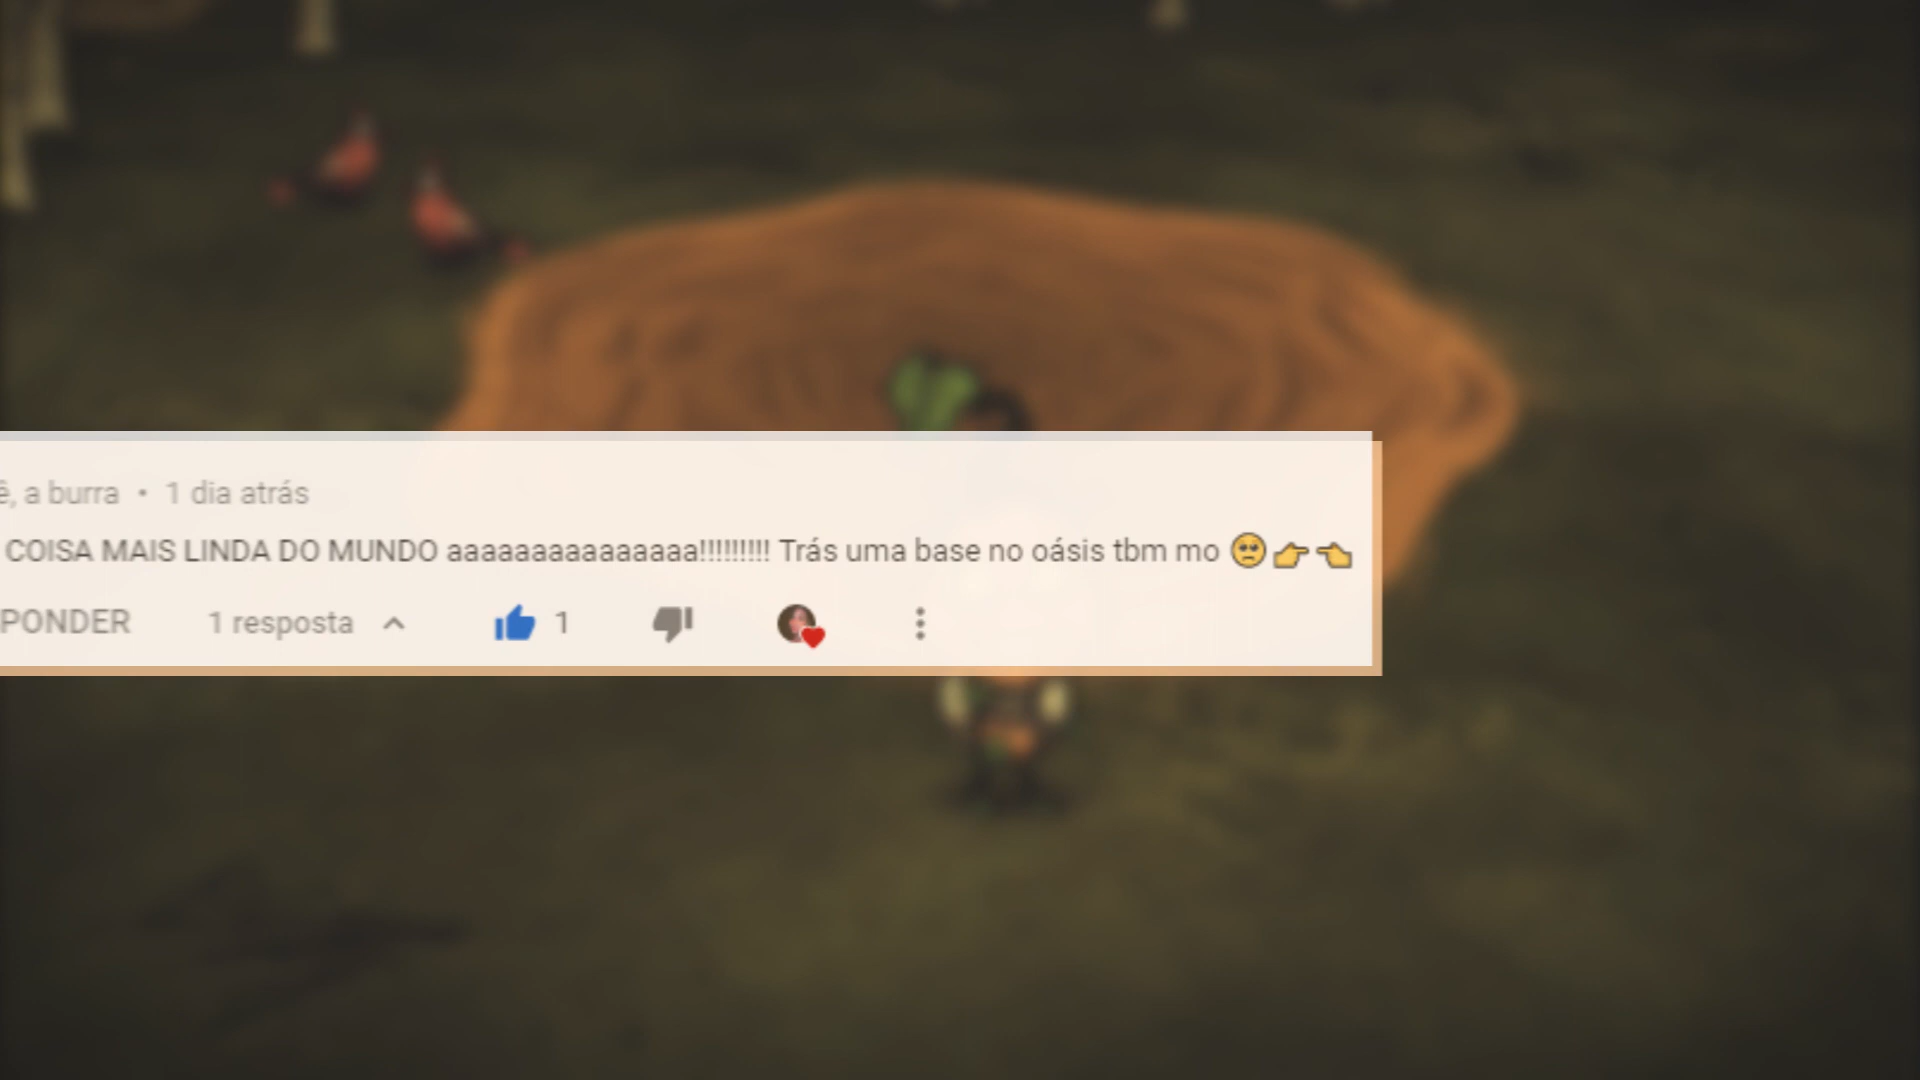 ê, a burra • 1 dia atrás
COISA MAIS LINDA DO MUNDO aaaaaaaaaaaaaaa!!!!!!!!! Trás uma base no oásis tbm mo 🥺👉👈
PONDER 1 resposta 1